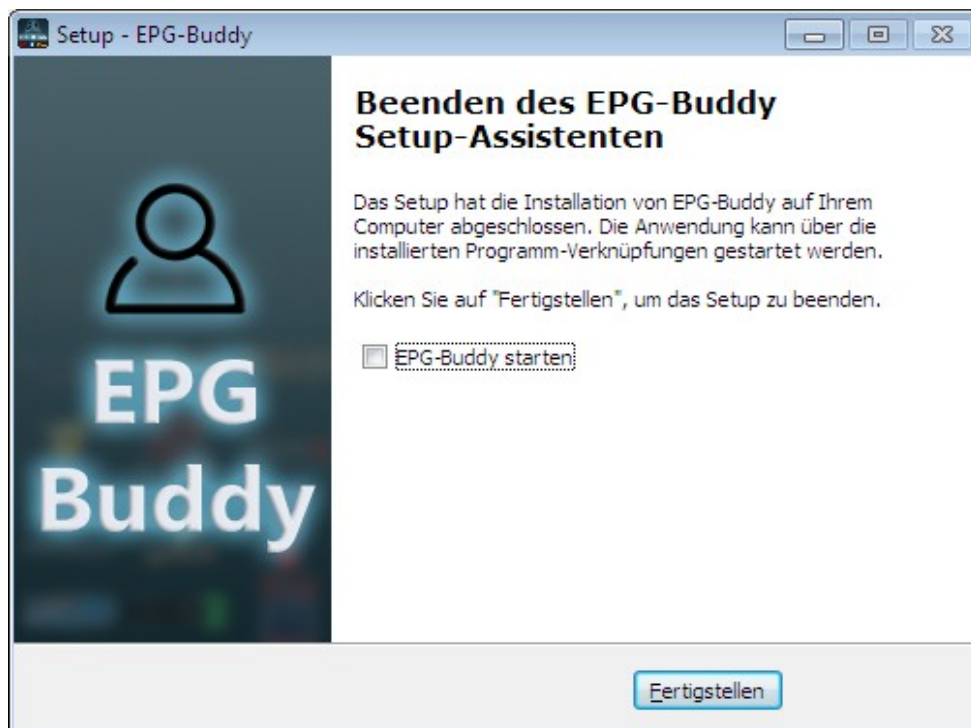 Setup - EPG-Buddy
EPG
Buddy
Beenden des EPG-Buddy
Setup-Assistenten
Das Setup hat die Installation von EPG-Buddy auf Ihrem
Computer abgeschlossen. Die Anwendung kann über die
installierten Programm-Verknüpfungen gestartet werden.
Klicken Sie auf "Fertigstellen", um das Setup zu beenden.
EPG-Buddy starten
Fertigstellen